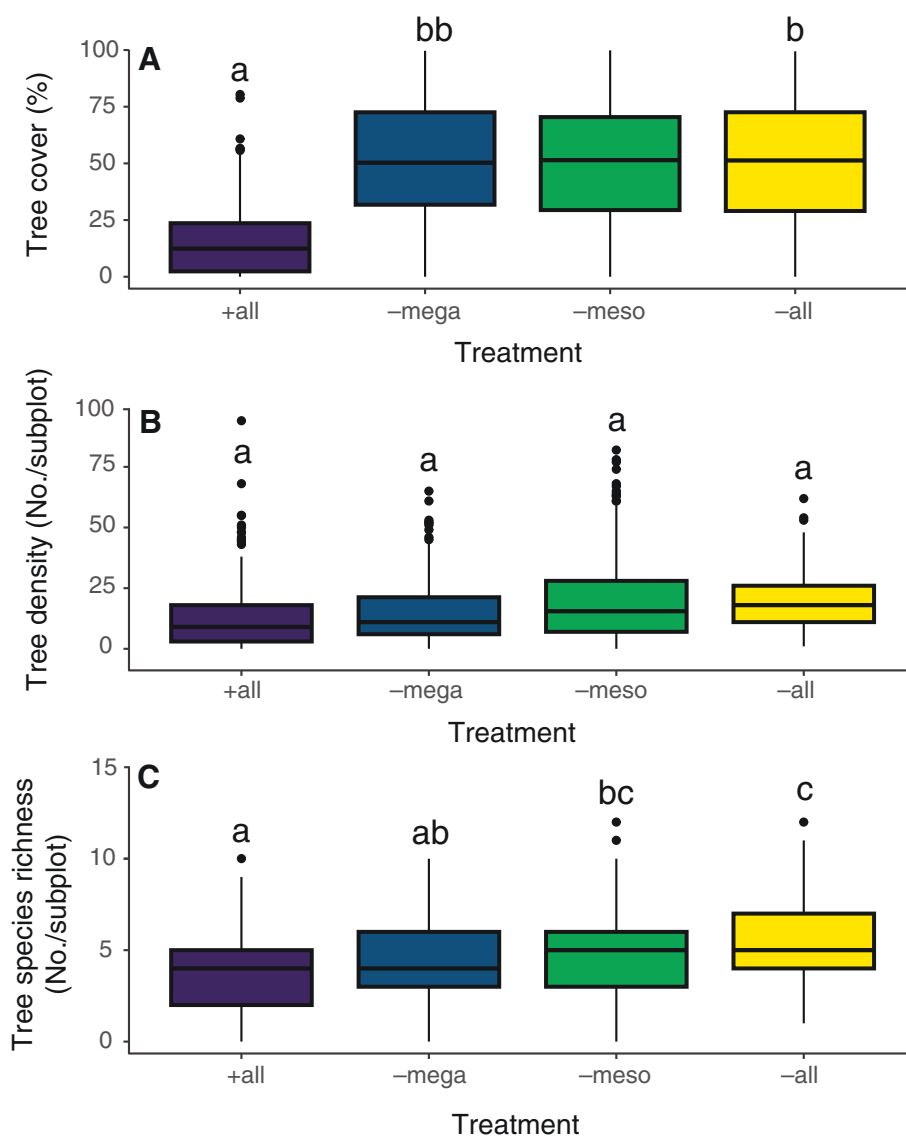 A
a
bb
b
Tree cover (%)
100
75
50
25
0
+all
–mega
–meso
–all
Treatment
B
a
a
a
a
Tree density (No./subplot)
100
75
50
25
0
+all
–mega
–meso
–all
Treatment
C
a
ab
bc
c
Tree species richness
(No./subplot)
15
10
5
0
+all
–mega
–meso
–all
Treatment